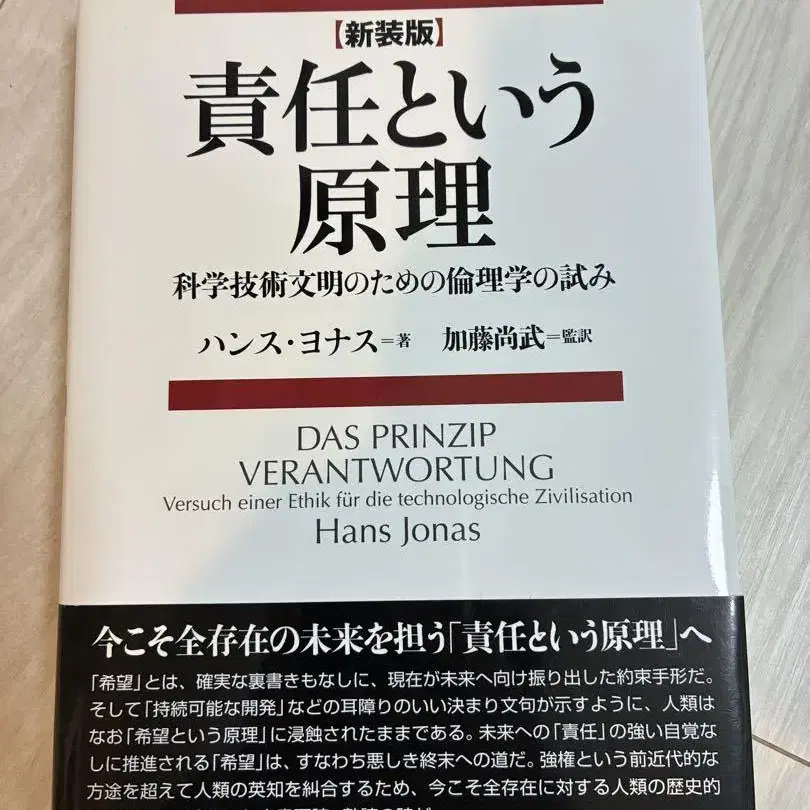 【新装版】
責任という
原理
科学技術文明のための倫理学の試み
ハンス・ヨナス=著 加藤尚武=監訳
DAS PRINZIP
VERANTWORTUNG
Versuch einer Ethik für die technologische Zivilisation
Hans Jonas
今こそ全存在の未来を担う「責任という原理」へ
「希望」とは、確実な裏書きもなしに、現在が未来へ向け振り出した約束手形だ。
そして「持続可能な開発」などの耳障りのいい決まり文句が示すように、人類は
なお「希望という原理」に浸蝕されたままである。未来への「責任」の強い自覚な
しに推進される「希望」は、すなわち悪しき終末への道だ。強権という前近代的な
方途を超えて人類の英知を糾合するため、今こそ全存在に対する人類の歴史的